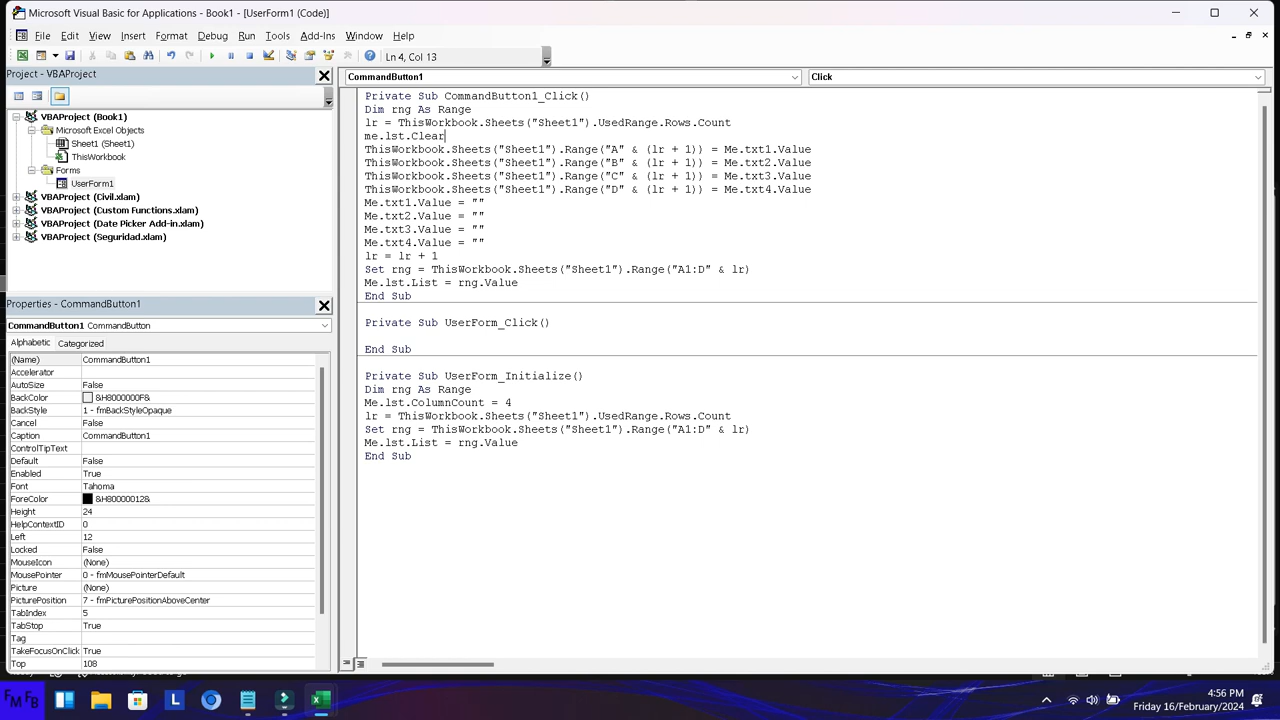 Microsoft Visual Basic for Applications - Book1 - [UserForm1 (Code)]
File Edit View Insert Format Debug Run Tools Add-Ins Window Help
Ln 4, Col 13
Project - VBAProject
CommandButton1
Click
VBAProject (Book1)
Microsoft Excel Objects
Sheet1 (Sheet1)
ThisWorkbook
Forms
UserForm1
VBAProject (Civil.xlam)
VBAProject (Custom Functions.xlam)
VBAProject (Date Picker Add-in.xlam)
VBAProject (Seguridad.xlam)
Properties - CommandButton1
CommandButton1 CommandButton
Alphabetic Categorized
(Name) CommandButton1
Accelerator
AutoSize False
BackColor &H8000000F&
BackStyle 1 - fmBackStyleOpaque
Cancel False
Caption CommandButton1
ControlTipText
Default False
Enabled True
Font Tahoma
ForeColor &H80000012&
Height 24
HelpContextID 0
Left 12
Locked False
MouseIcon (None)
MousePointer 0 - fmMousePointerDefault
Picture (None)
PicturePosition 7 - fmPicturePositionAboveCenter
TabIndex 5
TabStop True
Tag
TakeFocusOnClick True
Top 108
Private Sub CommandButton1_Click()
Dim rng As Range
lr = ThisWorkbook.Sheets("Sheet1").UsedRange.Rows.Count
me.lst.Clear
ThisWorkbook.Sheets("Sheet1").Range("A" & (lr + 1)) = Me.txt1.Value
ThisWorkbook.Sheets("Sheet1").Range("B" & (lr + 1)) = Me.txt2.Value
ThisWorkbook.Sheets("Sheet1").Range("C" & (lr + 1)) = Me.txt3.Value
ThisWorkbook.Sheets("Sheet1").Range("D" & (lr + 1)) = Me.txt4.Value
Me.txt1.Value = ""
Me.txt2.Value = ""
Me.txt3.Value = ""
Me.txt4.Value = ""
lr = lr + 1
Set rng = ThisWorkbook.Sheets("Sheet1").Range("A1:D" & lr)
Me.lst.List = rng.Value
End Sub
Private Sub UserForm_Click()
End Sub
Private Sub UserForm_Initialize()
Dim rng As Range
Me.lst.ColumnCount = 4
lr = ThisWorkbook.Sheets("Sheet1").UsedRange.Rows.Count
Set rng = ThisWorkbook.Sheets("Sheet1").Range("A1:D" & lr)
Me.lst.List = rng.Value
End Sub
FMFB
L
4:56 PM
Friday 16/February/2024